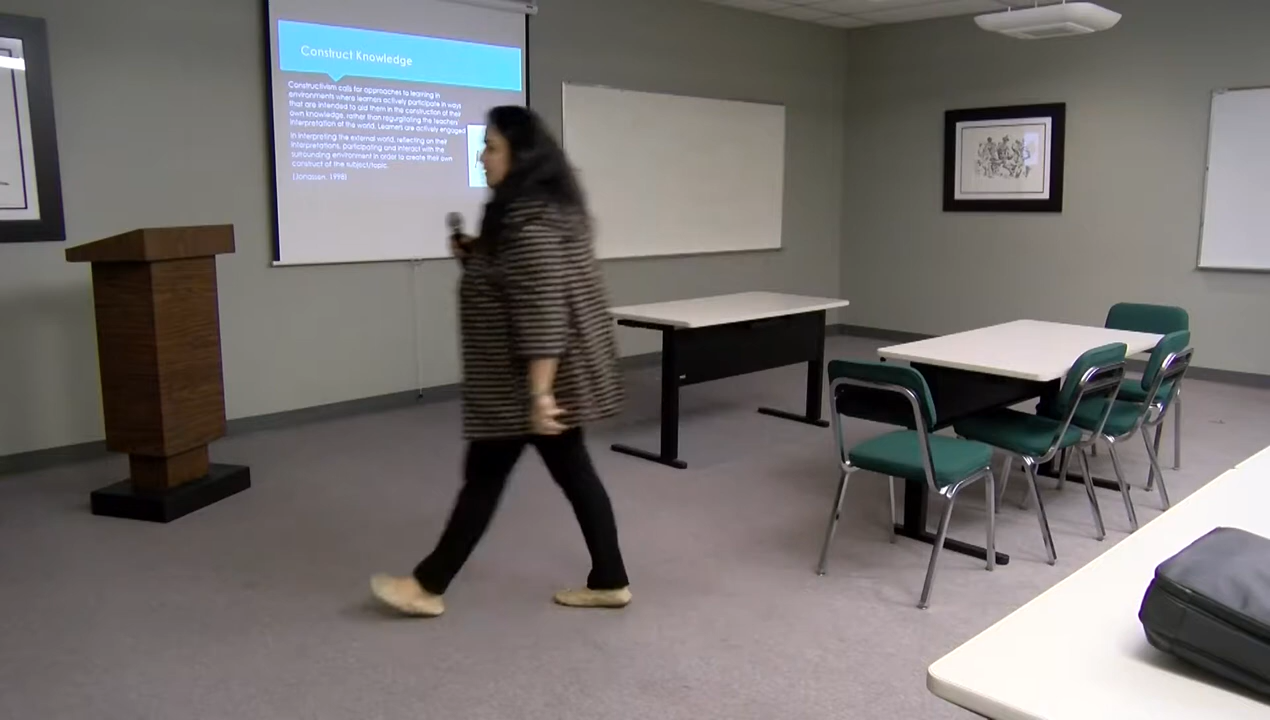 Construct Knowledge
Constructivism calls for approaches to learning in
environments where learners actively participate in ways
that are intended to aid them in the construction of their
own knowledge, rather than regurgitating the teachers'
interpretation of the world. Learners are actively engaged
in interpreting the external world, reflecting on their
interpretations, participating and interact with the
surounding environment in order to create their own
construct of the subject/topic.
(Jonassen, 1998)